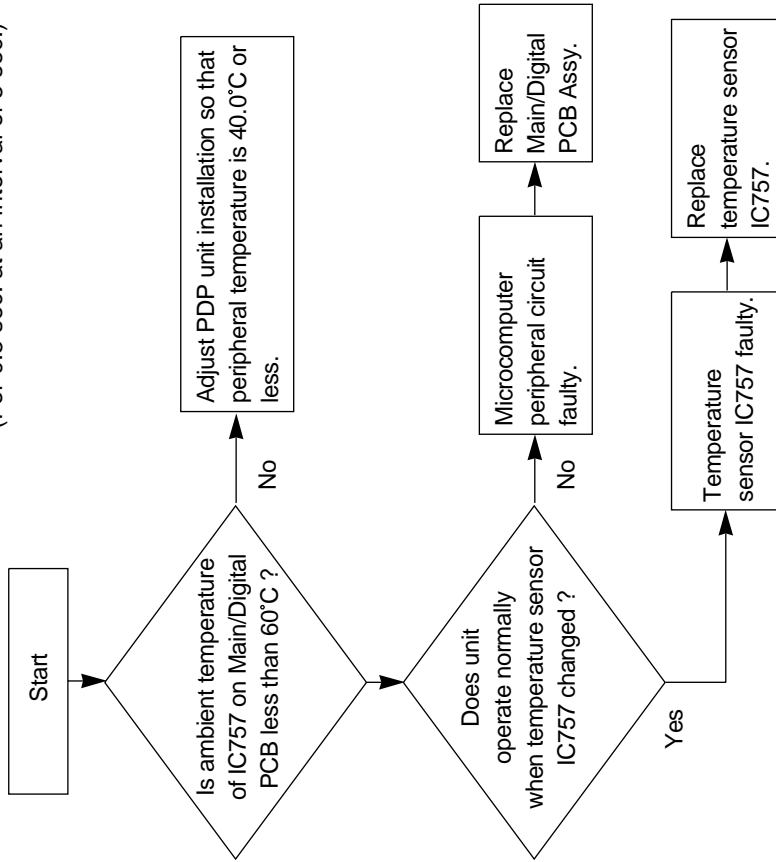 Start
Is ambient temperature
of IC757 on Main/Digital
PCB less than 60˚C ?
No
Adjust PDP unit installation so that
peripheral temperature is 40.0˚C or
less.
Does unit
operate normally
when temperature sensor
IC757 changed ?
No
Microcomputer
peripheral circuit
faulty.
Replace
Main/Digital
PCB Assy.
Yes
Temperature
sensor IC757 faulty.
Replace
temperature sensor
IC757.